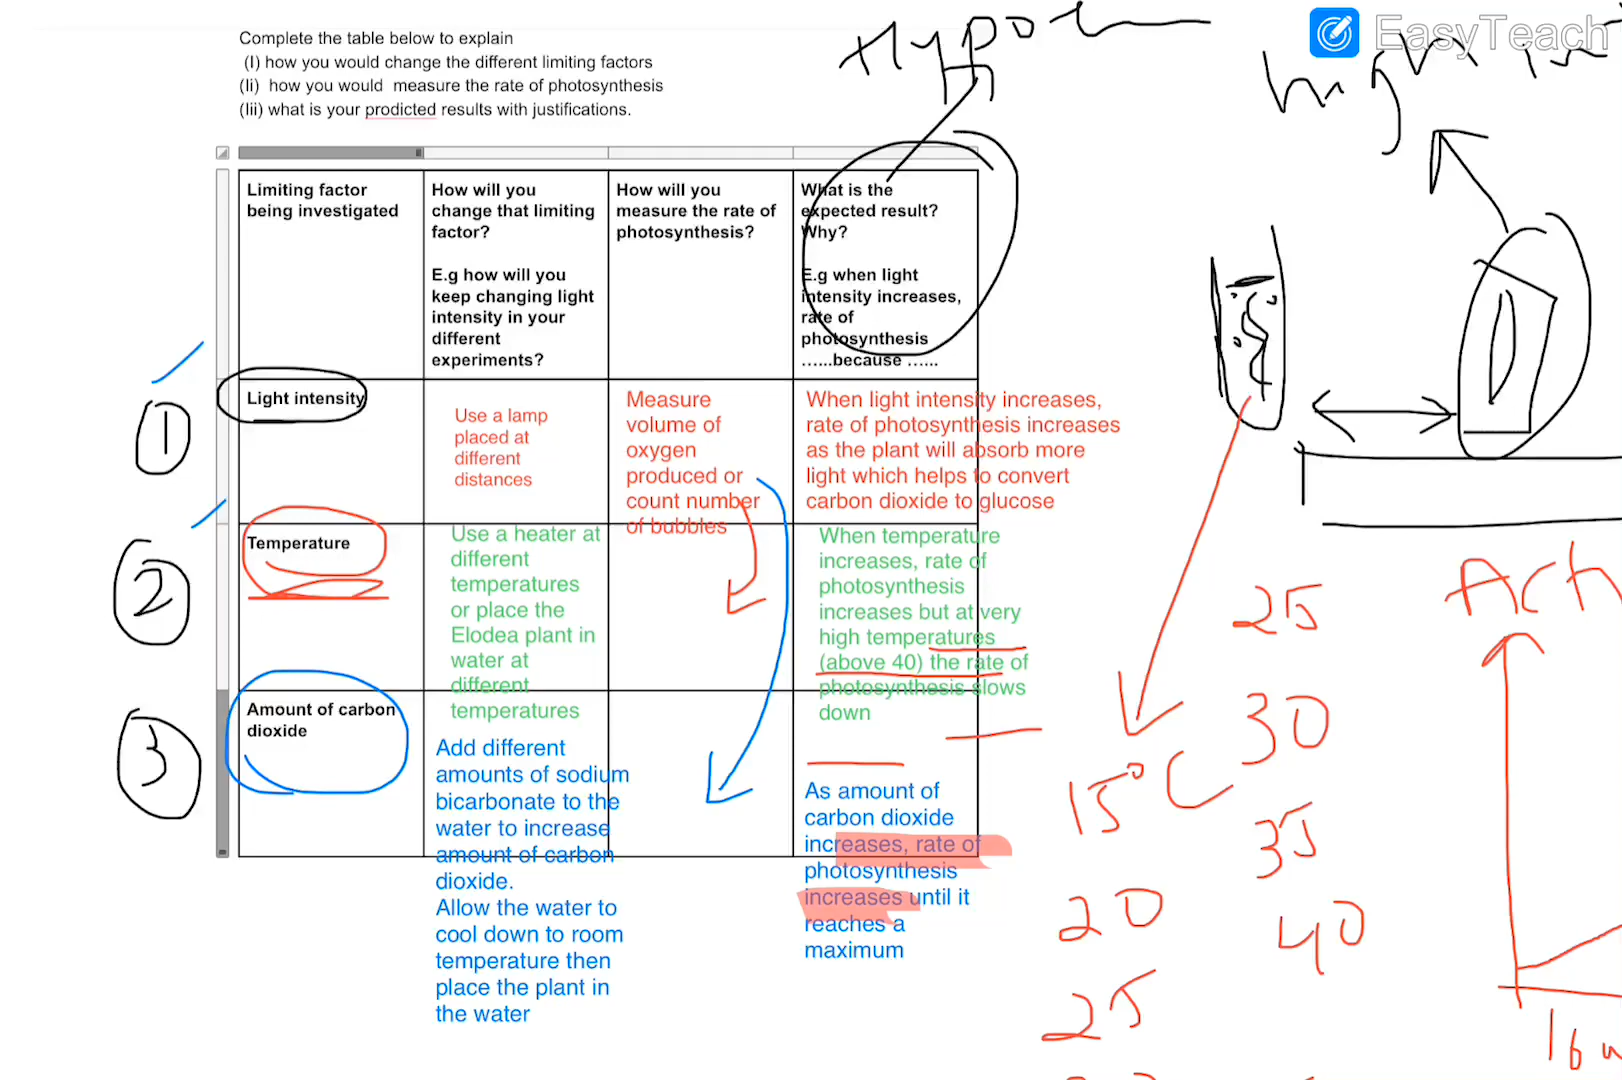 Complete the table below to explain
(I) how you would change the different limiting factors
(Ii) how you would measure the rate of photosynthesis
(Iii) what is your prodicted results with justifications.
EasyTeach
Limiting factor
being investigated
How will you
change that limiting
factor?
E.g how will you
keep changing light
intensity in your
different
experiments?
How will you
measure the rate of
photosynthesis?
What is the
expected result?
Why?
E.g when light
intensity increases,
rate of
photosynthesis
......because ......
1
Light intensity
Use a lamp
placed at
different
distances
Measure
volume of
oxygen
produced or
count number
of bubbles
When light intensity increases,
rate of photosynthesis increases
as the plant will absorb more
light which helps to convert
carbon dioxide to glucose
2
Temperature
Use a heater at
different
temperatures
or place the
Elodea plant in
water at
different
temperatures
When temperature
increases, rate of
photosynthesis
increases but at very
high temperatures
(above 40) the rate of
photosynthesis slows
down
3
Amount of carbon
dioxide
Add different
amounts of sodium
bicarbonate to the
water to increase
amount of carbon
dioxide.
Allow the water to
cool down to room
temperature then
place the plant in
the water
As amount of
carbon dioxide
increases, rate of
photosynthesis
increases until it
reaches a
maximum
15°C
20
25
25
30
35
40